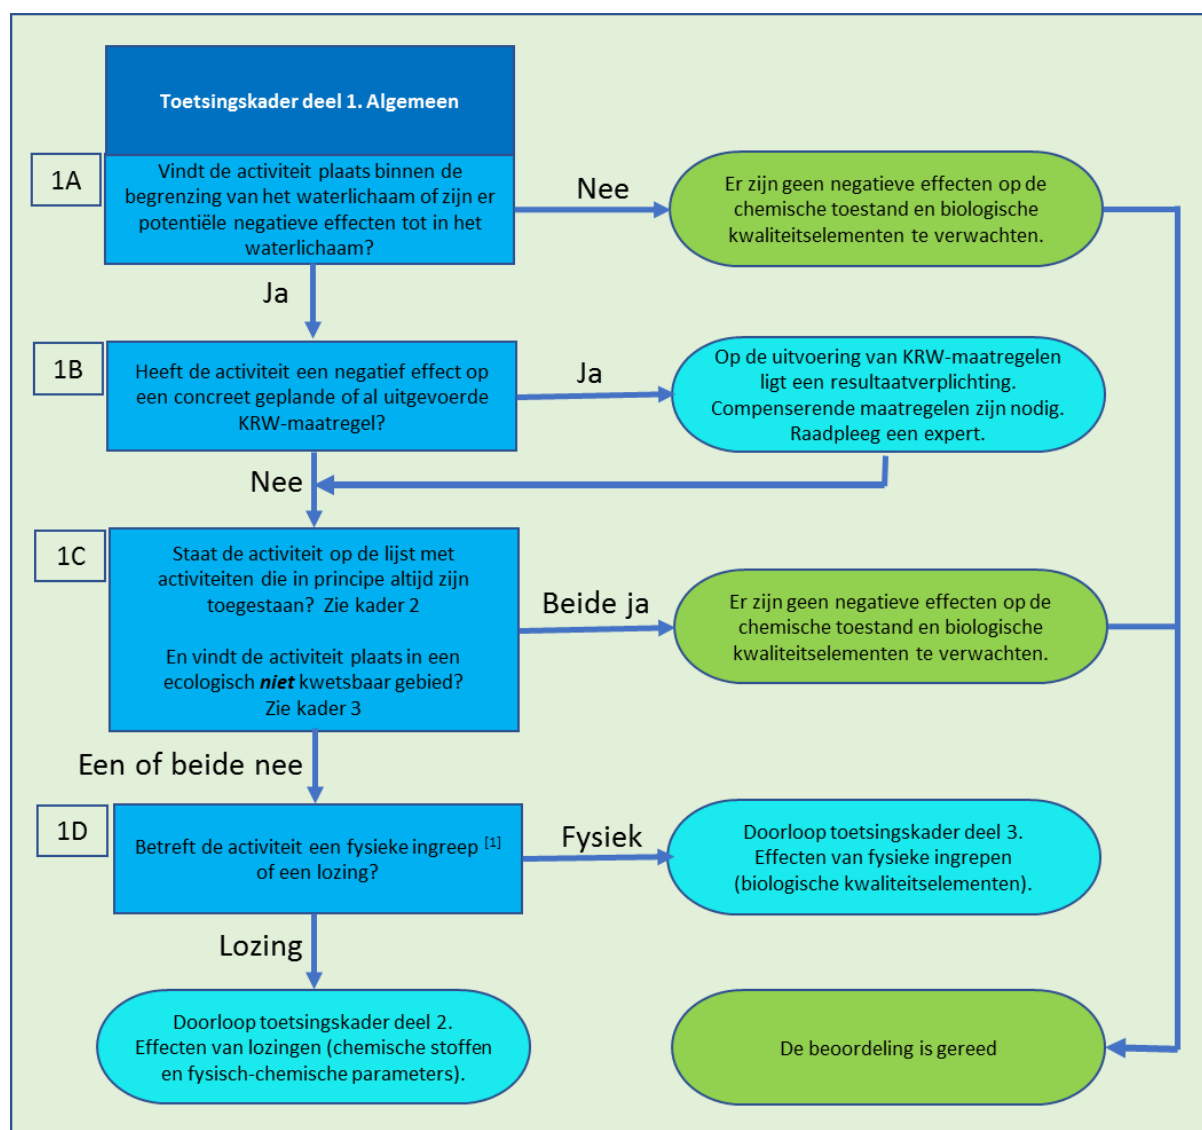 Toetsingskader deel 1. Algemeen
1A
Vindt de activiteit plaats binnen de
begrenzing van het waterlichaam of zijn er
potentiële negatieve effecten tot in het
waterlichaam?
Nee
Er zijn geen negatieve effecten op de
chemische toestand en biologische
kwaliteitselementen te verwachten.
Ja
1B
Heeft de activiteit een negatief effect op
een concreet geplande of al uitgevoerde
KRW-maatregel?
Ja
Op de uitvoering van KRW-maatregelen
ligt een resultaatverplichting.
Compenserende maatregelen zijn nodig.
Raadpleeg een expert.
Nee
1C
Staat de activiteit op de lijst met
activiteiten die in principe altijd zijn
toegestaan? Zie kader 2
En vindt de activiteit plaats in een
ecologisch niet kwetsbaar gebied?
Zie kader 3
Beide ja
Er zijn geen negatieve effecten op de
chemische toestand en biologische
kwaliteitselementen te verwachten.
Een of beide nee
1D
Betreft de activiteit een fysieke ingreep [1]
of een lozing?
Fysiek
Doorloop toetsingskader deel 3.
Effecten van fysieke ingrepen
(biologische kwaliteitselementen).
Lozing
Doorloop toetsingskader deel 2.
Effecten van lozingen (chemische stoffen
en fysisch-chemische parameters).
De beoordeling is gereed